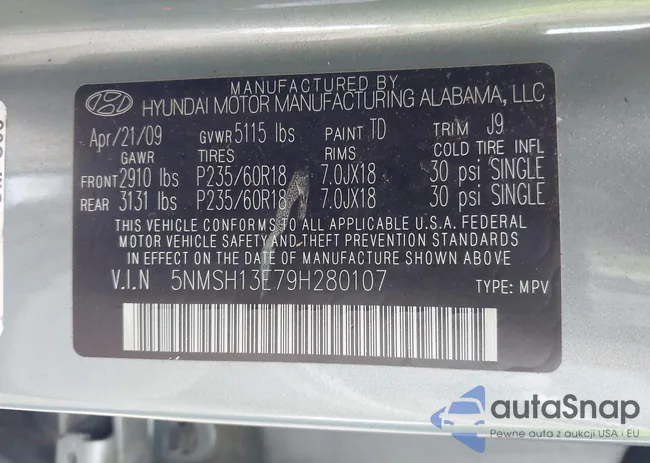 MANUFACTURED BY
HYUNDAI MOTOR MANUFACTURING ALABAMA, LLC
Apr/21/09 GVWR 5115 lbs PAINT TD TRIM J9
GAWR TIRES RIMS COLD TIRE INFL
FRONT 2910 lbs P235/60R18 7.0JX18 30 psi SINGLE
REAR 3131 lbs P235/60R18 7.0JX18 30 psi SINGLE
THIS VEHICLE CONFORMS TO ALL APPLICABLE U.S.A. FEDERAL
MOTOR VEHICLE SAFETY AND THEFT PREVENTION STANDARDS
IN EFFECT ON THE DATE OF MANUFACTURE SHOWN ABOVE.
V.I.N 5NMSH13E79H280107 TYPE: MPV
autaSnap
Pewne auta z aukcji USA i EU